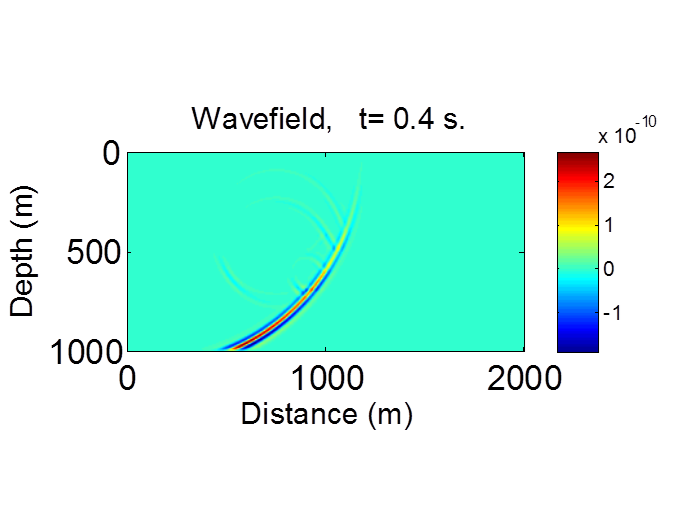 Wavefield,   t= 0.4 s.
x 10-10
0
500
1000
Depth (m)
0
1000
2000
Distance (m)
2
1
0
-1